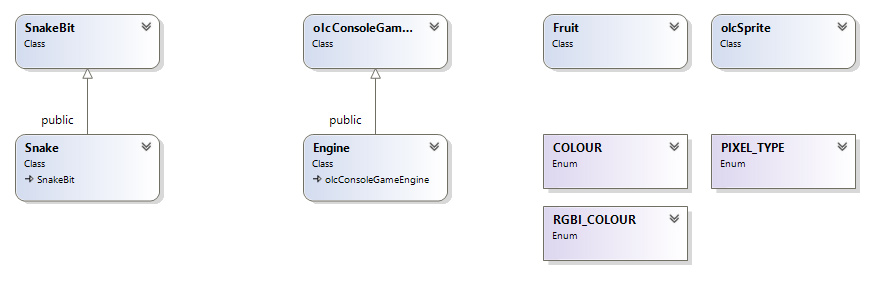 SnakeBit
Class
olcConsoleGam...
Class
Fruit
Class
olcSprite
Class
public
public
Snake
Class
SnakeBit
Engine
Class
olcConsoleGameEngine
COLOUR
Enum
PIXEL_TYPE
Enum
RGBI_COLOUR
Enum